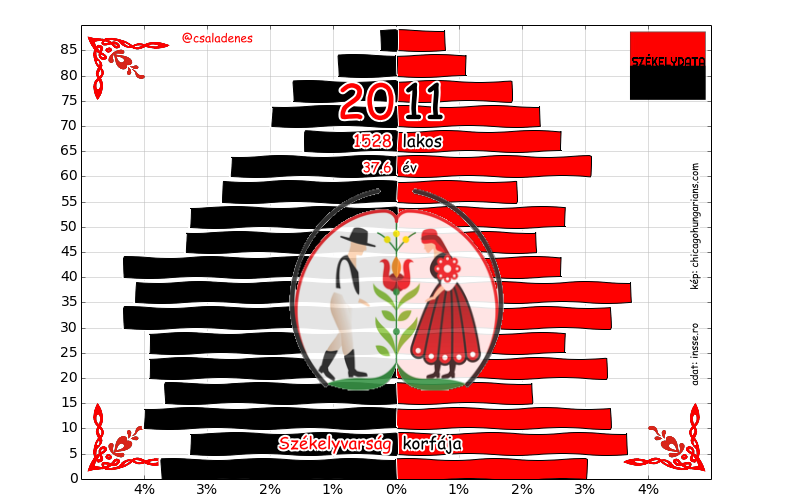 @csaladenes
SZÉKELYDATA
2011
1528 lakos
37.6 év
kép: chicagohungarians.com
adat: insse.ro
Székelyvarság korfája
85
80
75
70
65
60
55
50
45
40
35
30
25
20
15
10
5
0
4% 3% 2% 1% 0% 1% 2% 3% 4%